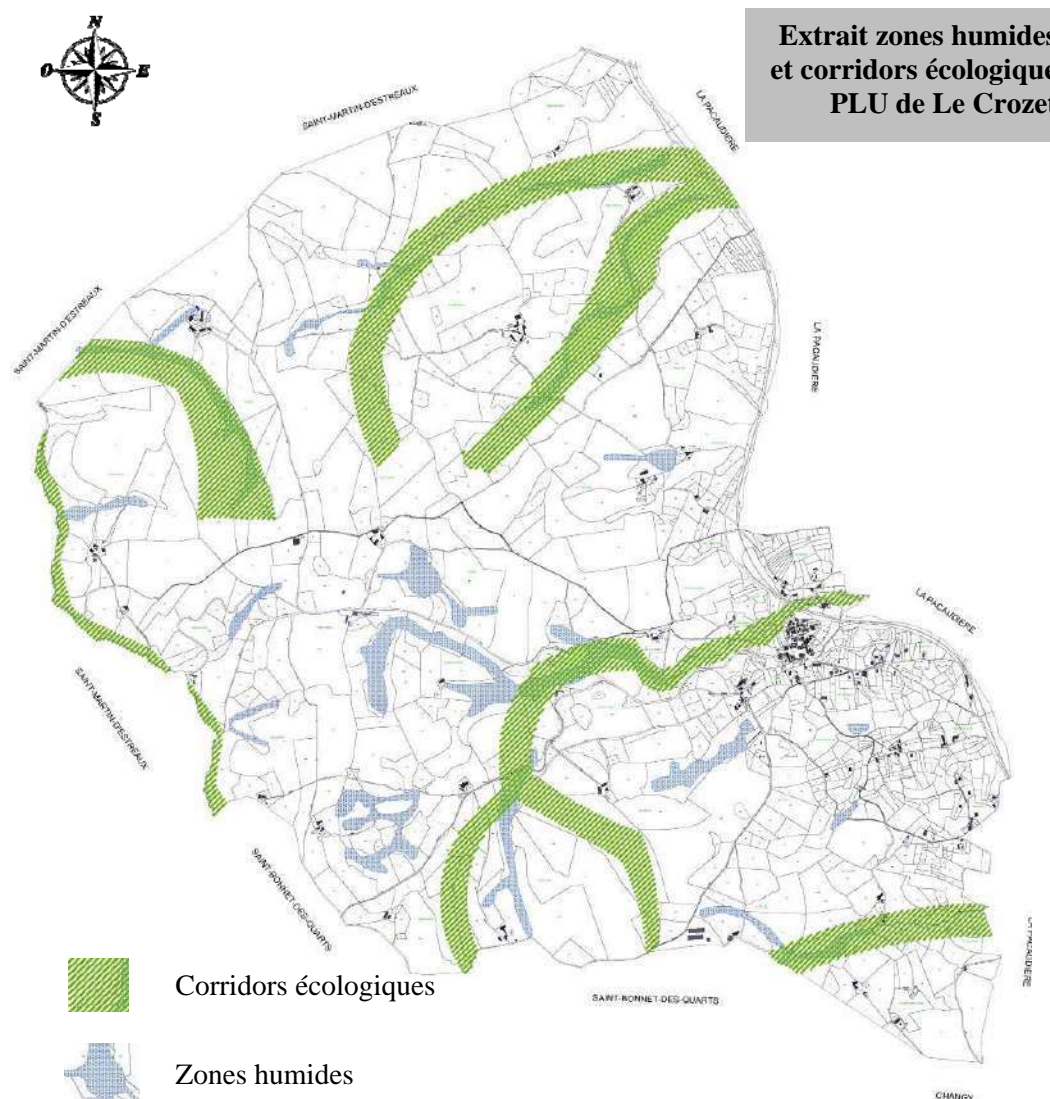 N
O
E
S
Extrait zones humides
et corridors écologique
PLU de Le Crozet
SAINT-MARTIN-D'ESTREAUX
LA PACAUDIERE
SAINT-MARTIN-D'ESTREAUX
LA PACAUDIERE
LA PACAUDIERE
SAINT-MARTIN-D'ESTREAUX
SAINT-BONNET-DES-QUARTS
LA PACAUDIERE
SAINT-BONNET-DES-QUARTS
Corridors écologiques
Zones humides
CHANGY